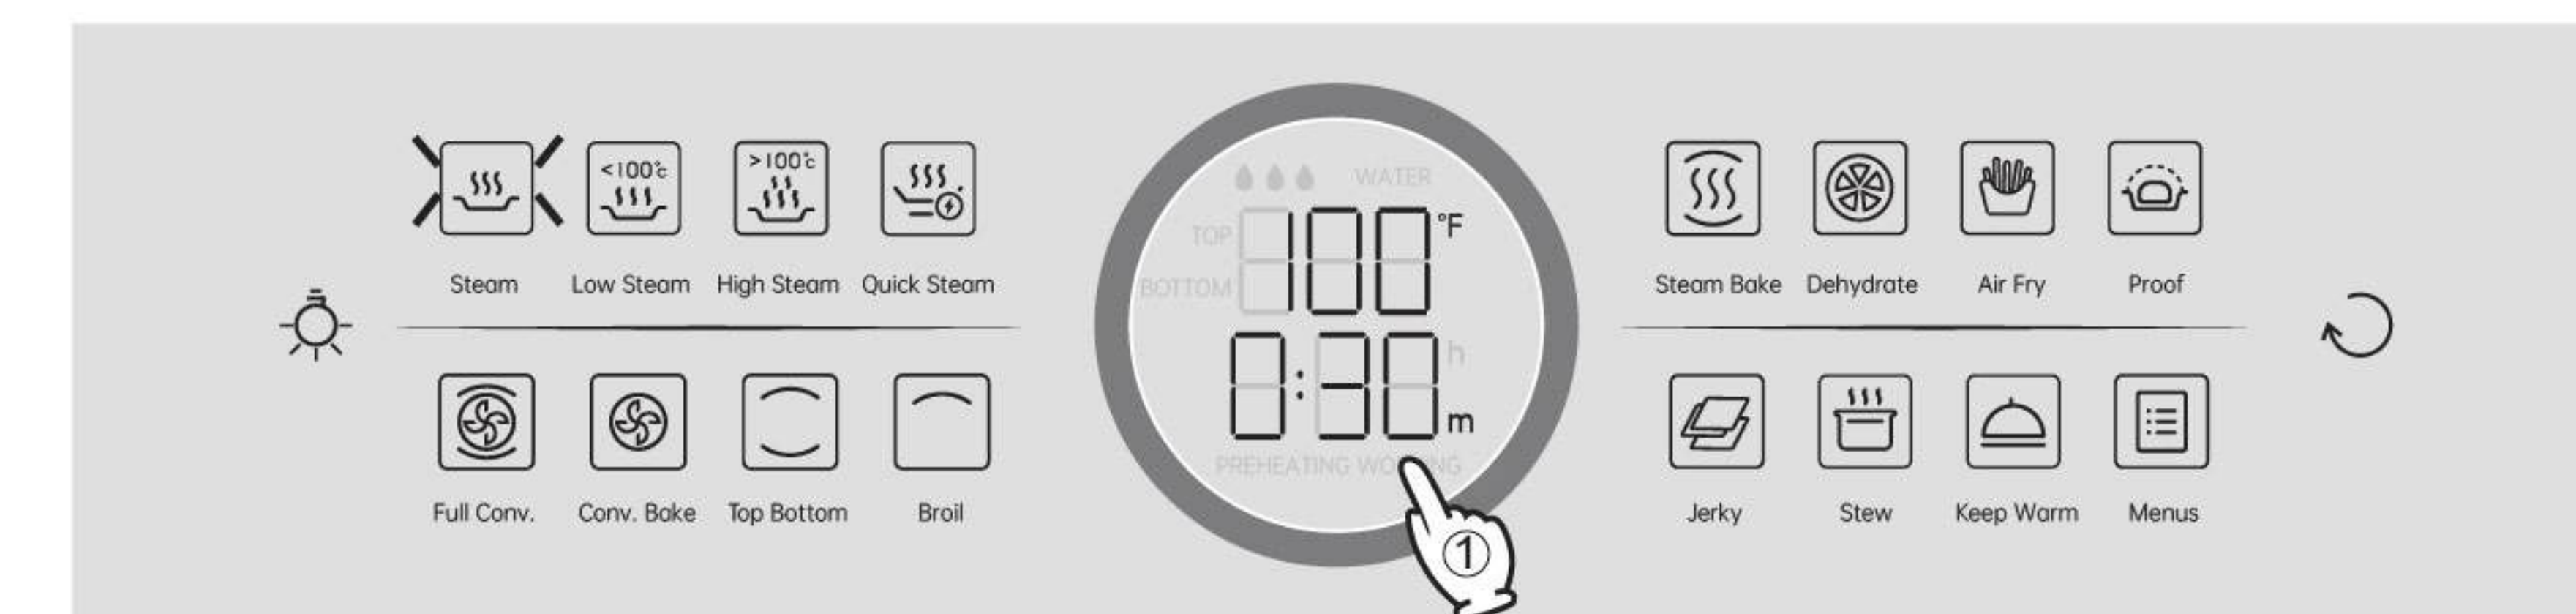 <100°c
>100°c
Steam
Low Steam
High Steam
Quick Steam
Full Conv.
Conv. Bake
Top Bottom
Broil
WATER
TOP
100 °F
BOTTOM
0:30 h
m
PREHEATING WORKING
1
Steam Bake
Dehydrate
Air Fry
Proof
Jerky
Stew
Keep Warm
Menus